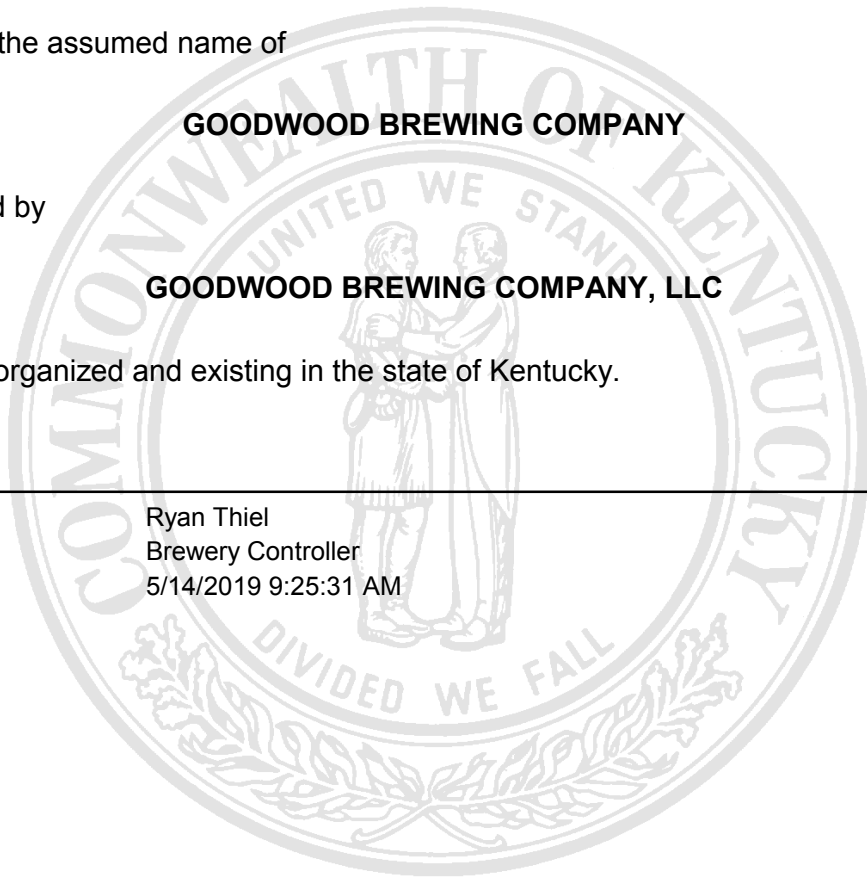 the assumed name of
GOODWOOD BREWING COMPANY
d by
GOODWOOD BREWING COMPANY, LLC
organized and existing in the state of Kentucky.
Ryan Thiel
Brewery Controller
5/14/2019 9:25:31 AM
COMMONWEALTH OF KENTUCKY
UNITED WE STAND
DIVIDED WE FALL